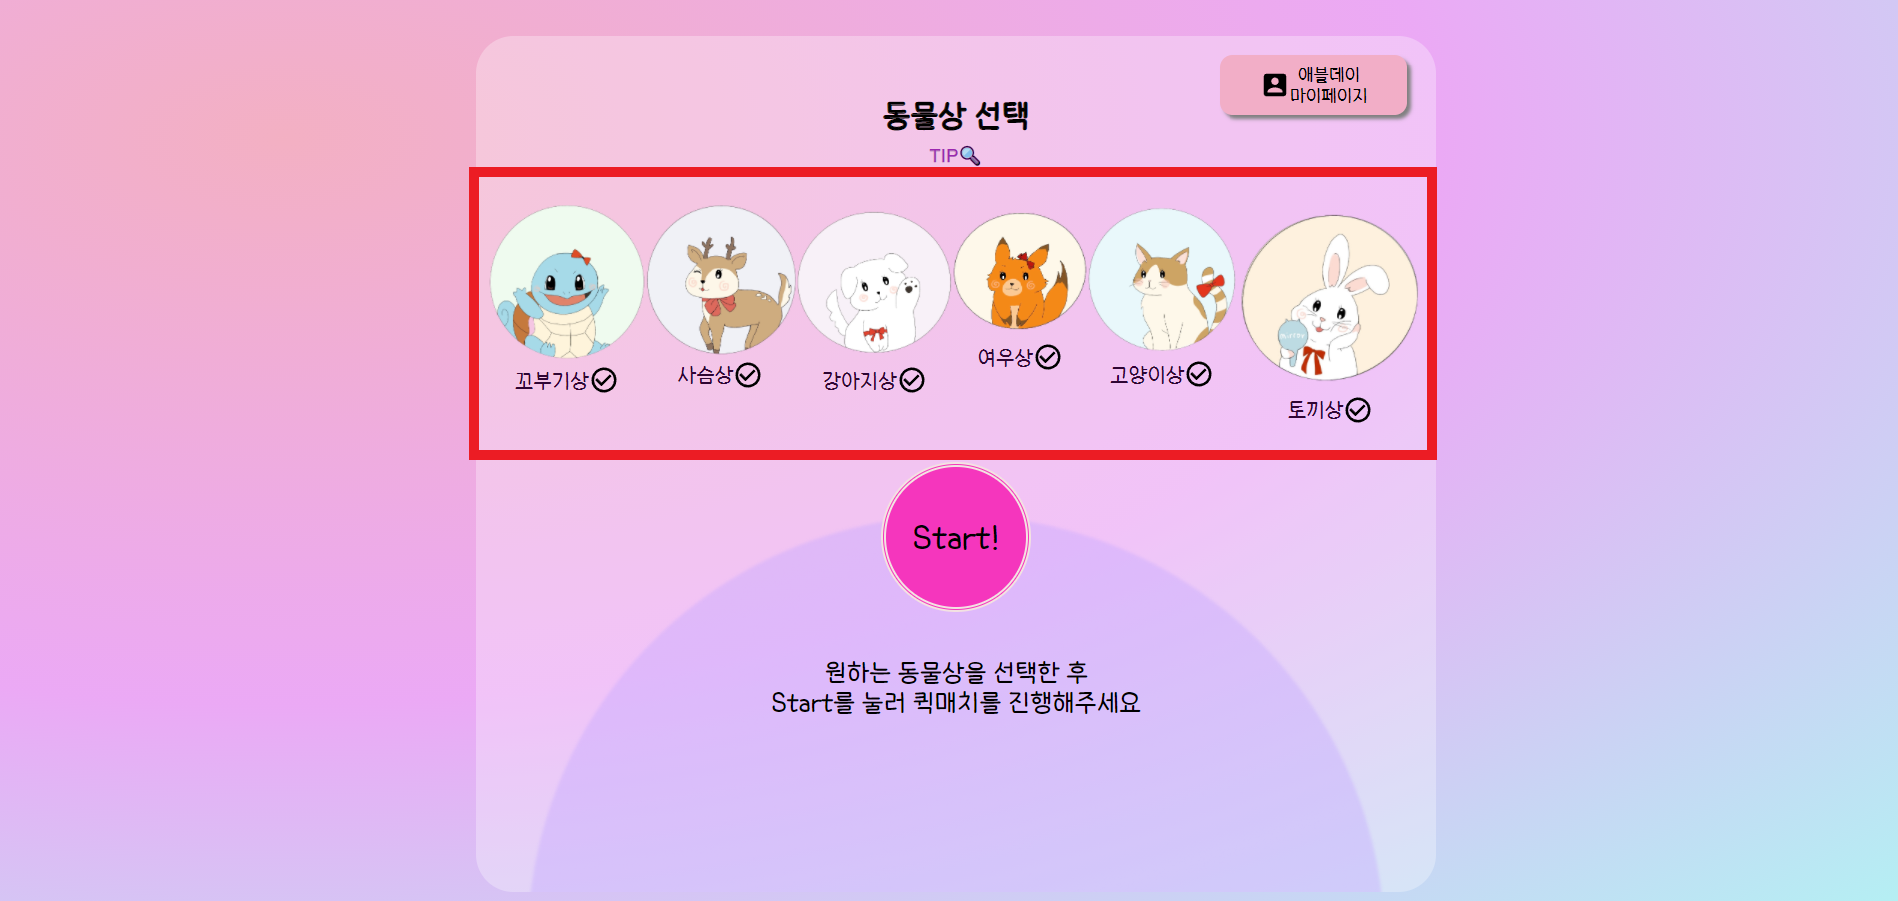 애블데이
마이페이지
동물상 선택
TIP
꼬부기상
사슴상
강아지상
여우상
고양이상
토끼상
Start!
원하는 동물상을 선택한 후
Start를 눌러 퀵매치를 진행해주세요